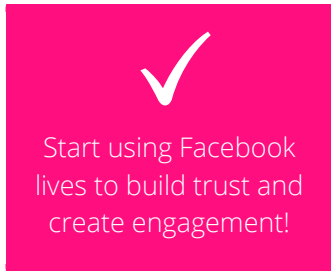 Start using Facebook
lives to build trust and
create engagement!